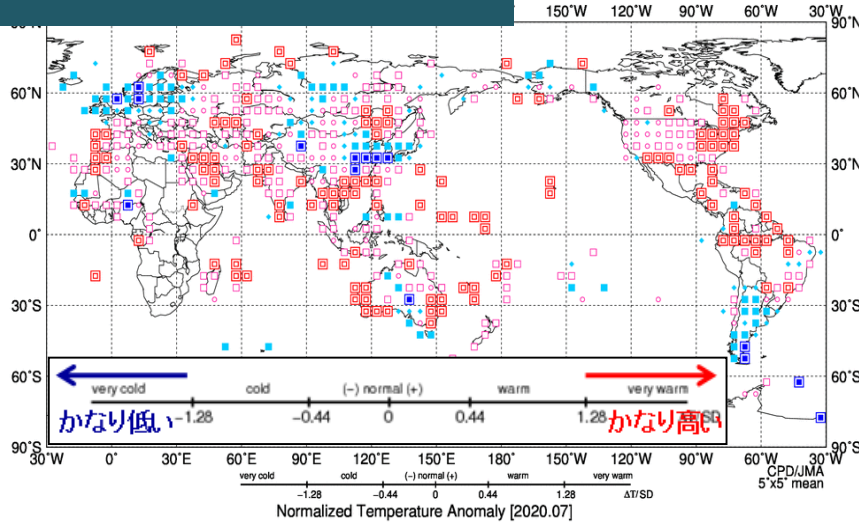 150°W 120°W 90°W 60°W 30°W
90°N 90°N
60°N 60°N
30°N 30°N
0° 0°
30°S 30°S
60°S 60°S
very cold cold (−) normal (+) warm very warm
−1.28 −0.44 0 0.44 1.28
かなり低い かなり高い
90°S 90°S
30°W 0° 30°E 60°E 90°E 120°E 150°E 180° 150°W 120°W 90°W 60°W 30°W
CPD/JMA
5°x5° mean
very cold cold (−) normal (+) warm very warm
−1.28 −0.44 0 0.44 1.28 ΔT/SD
Normalized Temperature Anomaly [2020.07]